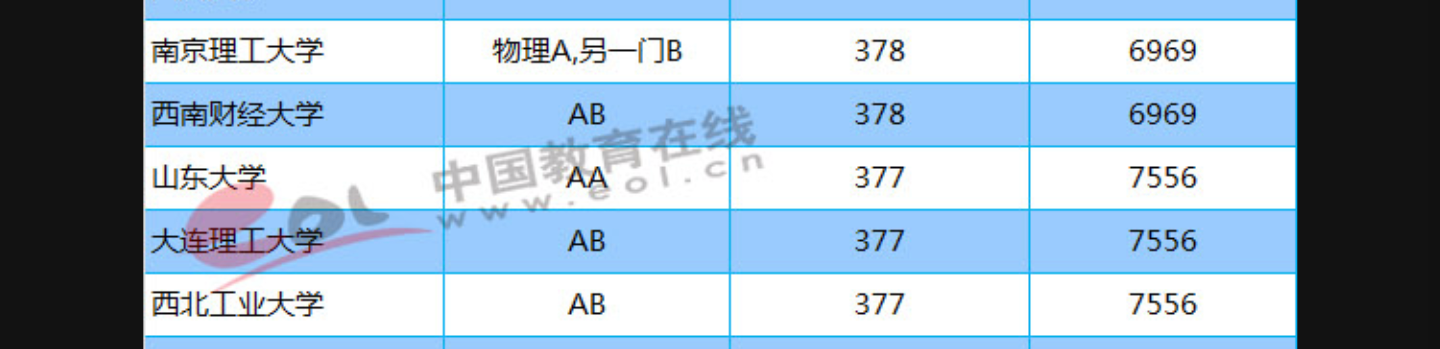 南京理工大学 物理A,另一门B 378 6969
西南财经大学 AB 378 6969
山东大学 AA 377 7556
大连理工大学 AB 377 7556
西北工业大学 AB 377 7556
eoL 中国教育在线
www.eol.cn